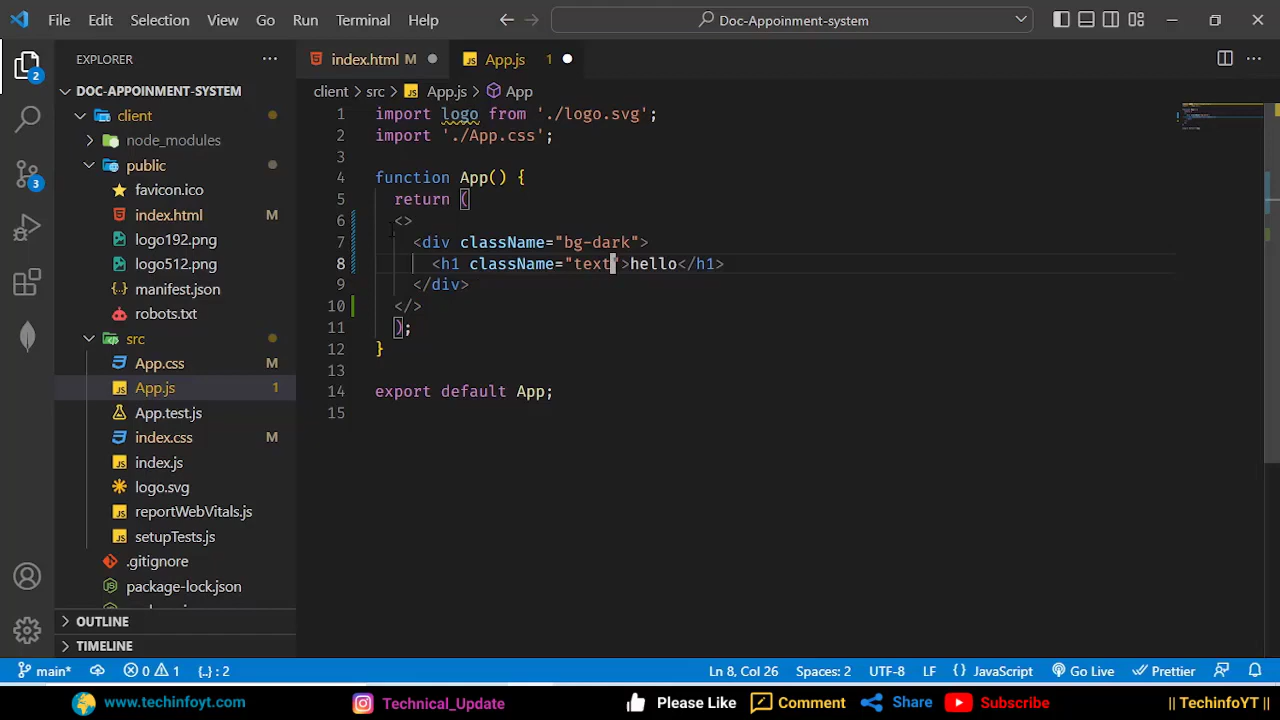 File Edit Selection View Go Run Terminal Help
Doc-Appoinment-system
EXPLORER
index.html M
App.js 1
DOC-APPOINMENT-SYSTEM
client > src > App.js > App
client
node_modules
public
favicon.ico
index.html M
logo192.png
logo512.png
manifest.json
robots.txt
src
App.css M
App.js 1
App.test.js
index.css M
index.js
logo.svg
reportWebVitals.js
setupTests.js
.gitignore
package-lock.json
OUTLINE
TIMELINE
2
3
1 import logo from './logo.svg';
2 import './App.css';
3
4 function App() {
5 return (
6 <>
7 <div className="bg-dark">
8 <h1 className="text">hello</h1>
9 </div>
10 </>
11 );
12 }
13
14 export default App;
15
main* 0 1 {..} : 2 Ln 8, Col 26 Spaces: 2 UTF-8 LF {} JavaScript Go Live Prettier
www.techinfoyt.com Technical_Update Please Like Comment Share Subscribe || TechinfoYT ||